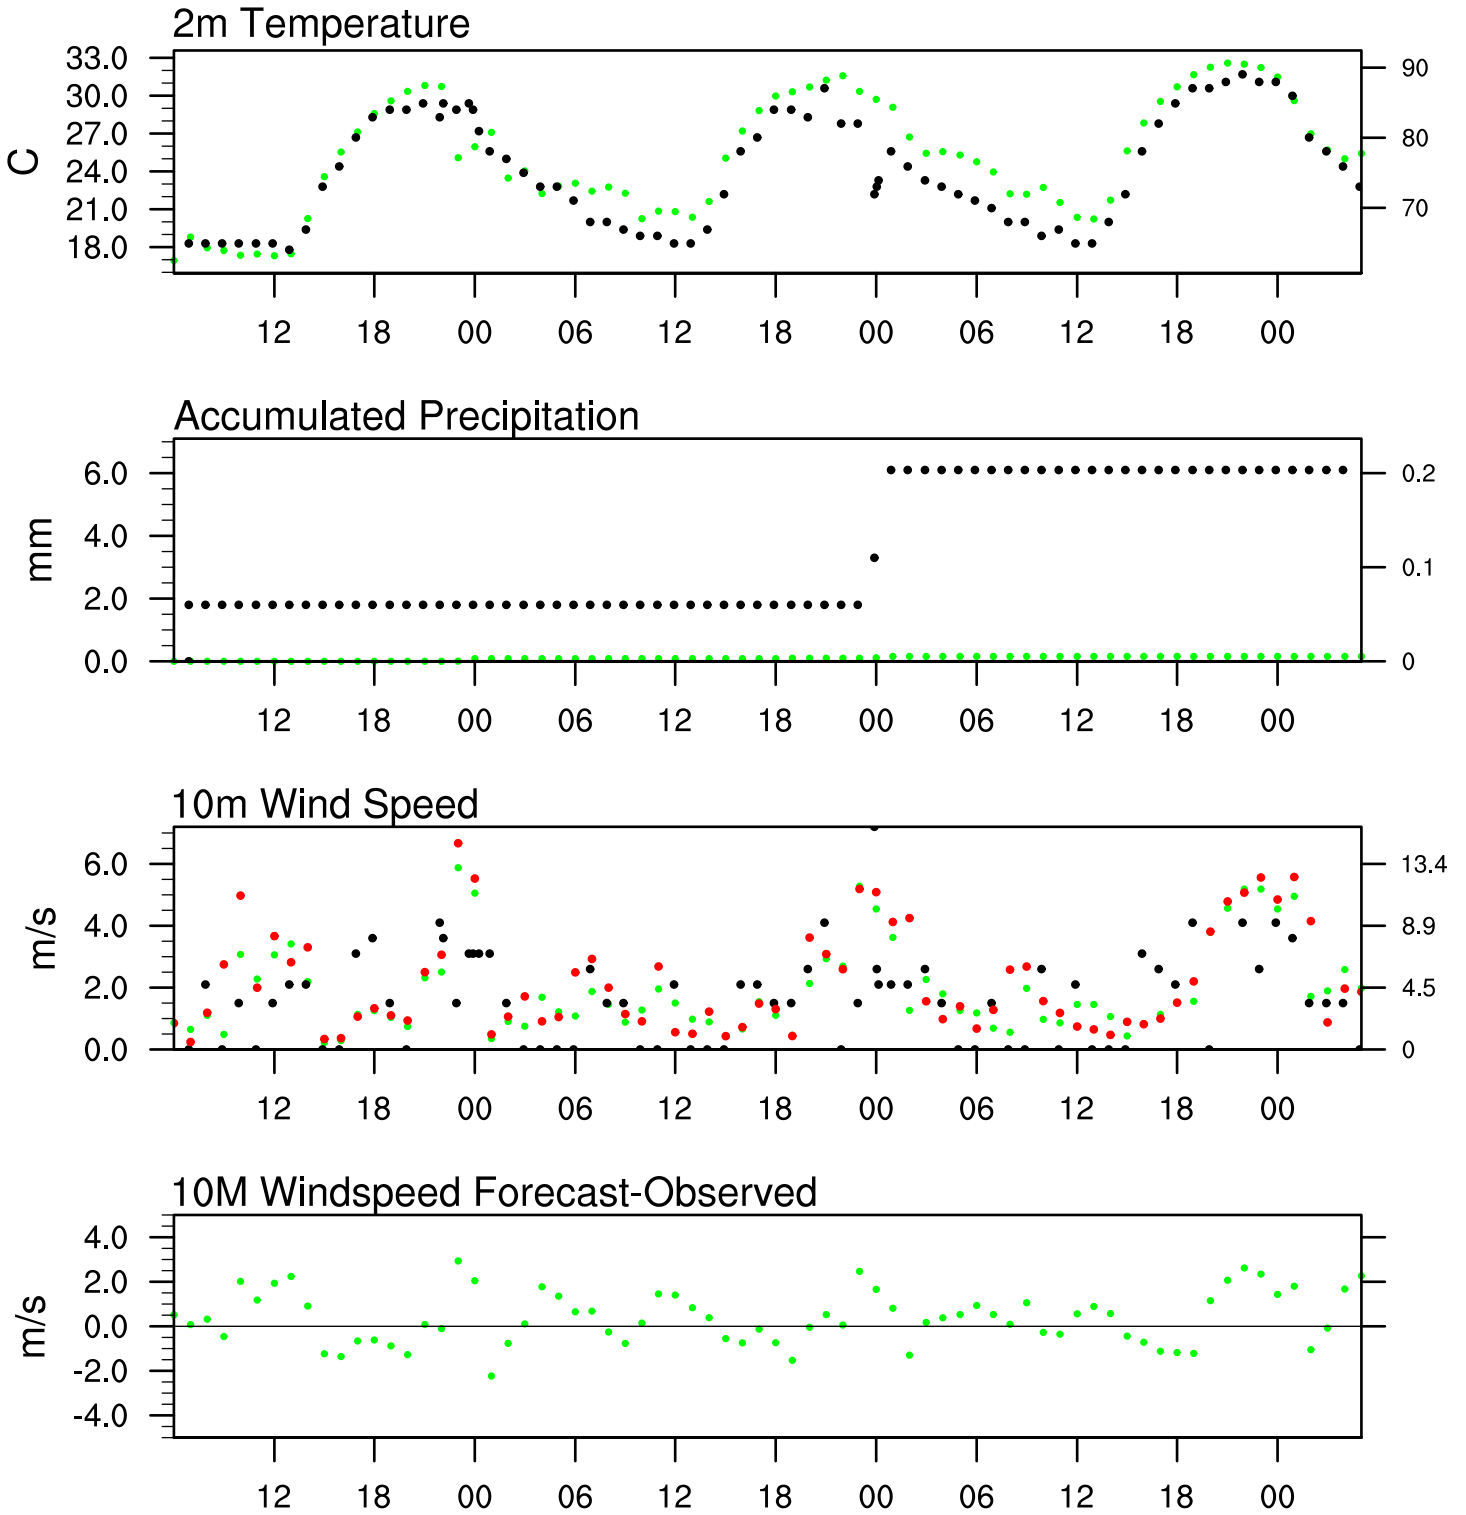 2m Temperature
33.0
30.0
27.0
24.0
21.0
18.0
C
90
80
70
12 18 00 06 12 18 00 06 12 18 00
Accumulated Precipitation
6.0
4.0
2.0
0.0
mm
0.2
0.1
0
12 18 00 06 12 18 00 06 12 18 00
10m Wind Speed
6.0
4.0
2.0
0.0
m/s
13.4
8.9
4.5
0
12 18 00 06 12 18 00 06 12 18 00
10M Windspeed Forecast-Observed
4.0
2.0
0.0
-2.0
-4.0
m/s
12 18 00 06 12 18 00 06 12 18 00